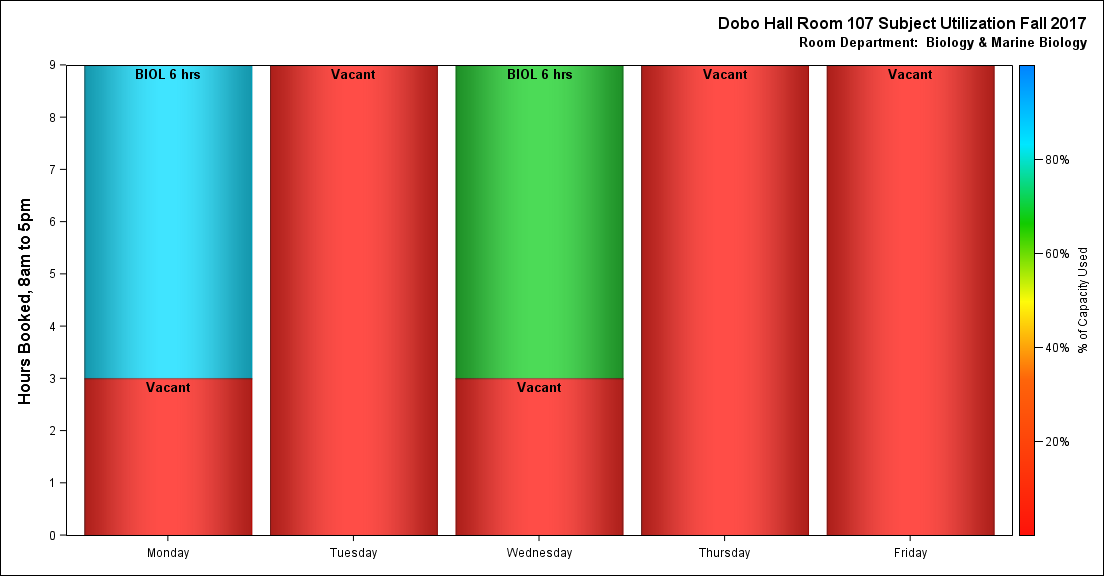 Dobo Hall Room 107 Subject Utilization Fall 2017
Room Department:  Biology & Marine Biology
Hours Booked, 8am to 5pm
9
8
7
6
5
4
3
2
1
0
BIOL 6 hrs
Vacant
BIOL 6 hrs
Vacant
Vacant
Vacant
Vacant
Monday
Tuesday
Wednesday
Thursday
Friday
80%
60%
40%
20%
% of Capacity Used